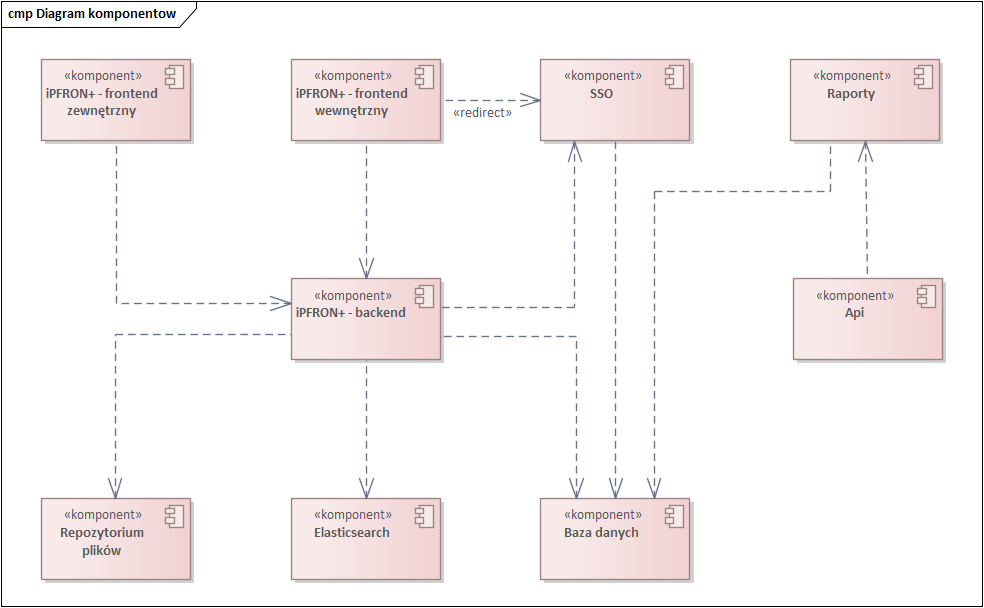 cmp Diagram komponentow
«komponent»
iPFRON+ - frontend
zewnętrzny
«komponent»
iPFRON+ - frontend
wewnętrzny
«redirect»
«komponent»
SSO
«komponent»
Raporty
«komponent»
iPFRON+ - backend
«komponent»
Api
«komponent»
Repozytorium
plików
«komponent»
Elasticsearch
«komponent»
Baza danych